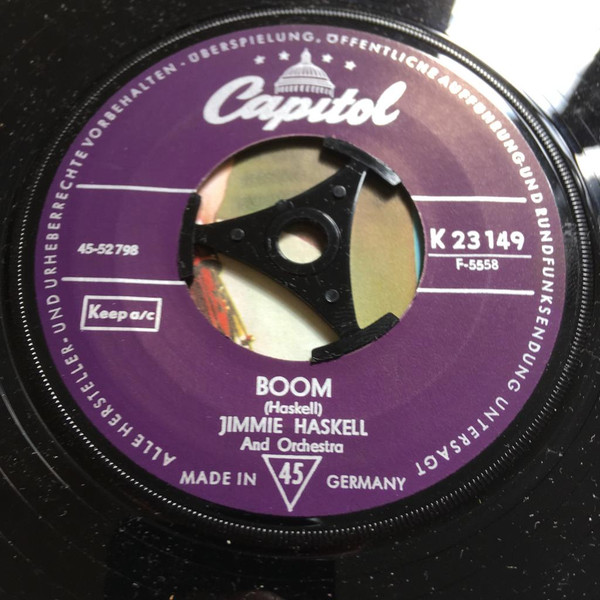 ALLE HERSTELLER- UND URHEBERRECHTE VORBEHALTEN - ÜBERSPIELUNG, ÖFFENTLICHE AUFFÜHRUNG UND RUNDFUNKSENDUNG UNTERSAGT
Capitol
45-52798
K 23149
F-5558
Keep a/c
BOOM
(Haskell)
JIMMIE HASKELL
And Orchestra
MADE IN 45 GERMANY